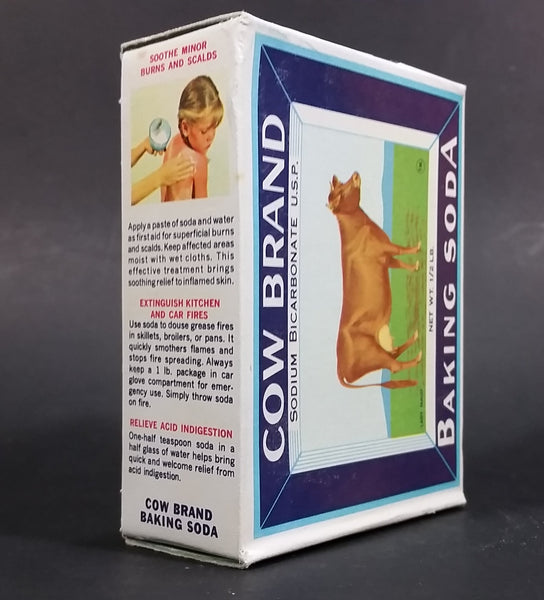 SOOTHE MINOR
BURNS AND SCALDS
Apply a paste of soda and water
as first aid for superficial burns
and scalds. Keep affected areas
moist with wet cloths. This
effective treatment brings
soothing relief to inflamed skin.
EXTINGUISH KITCHEN
AND CAR FIRES
Use soda to douse grease fires
in skillets, broilers, or pans. It
quickly smothers flames and
stops fire spreading. Always
keep a 1 lb. package in car
glove compartment for emer-
gency use. Simply throw soda
on fire.
RELIEVE ACID INDIGESTION
One-half teaspoon soda in a
half glass of water helps bring
quick and welcome relief from
acid indigestion.
COW BRAND
BAKING SODA
COW BRAND
SODIUM BICARBONATE U.S.P.
NET WT. 1/2 LB.
BAKING SODA